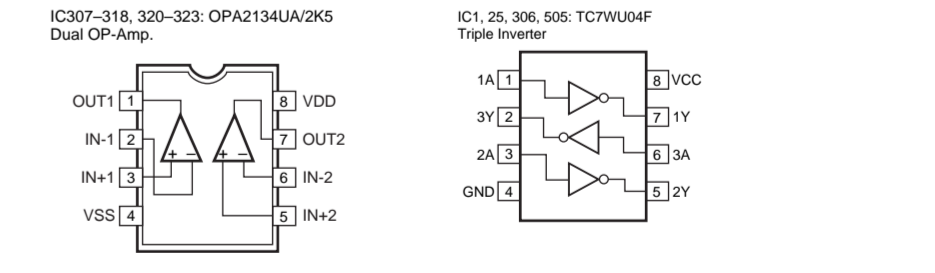 IC307–318, 320–323: OPA2134UA/2K5
Dual OP-Amp.
OUT1 1
8 VDD
IN-1 2
7 OUT2
IN+1 3
6 IN-2
VSS 4
5 IN+2
+ − + −
IC1, 25, 306, 505: TC7WU04F
Triple Inverter
1A 1
8 VCC
3Y 2
7 1Y
2A 3
6 3A
GND 4
5 2Y